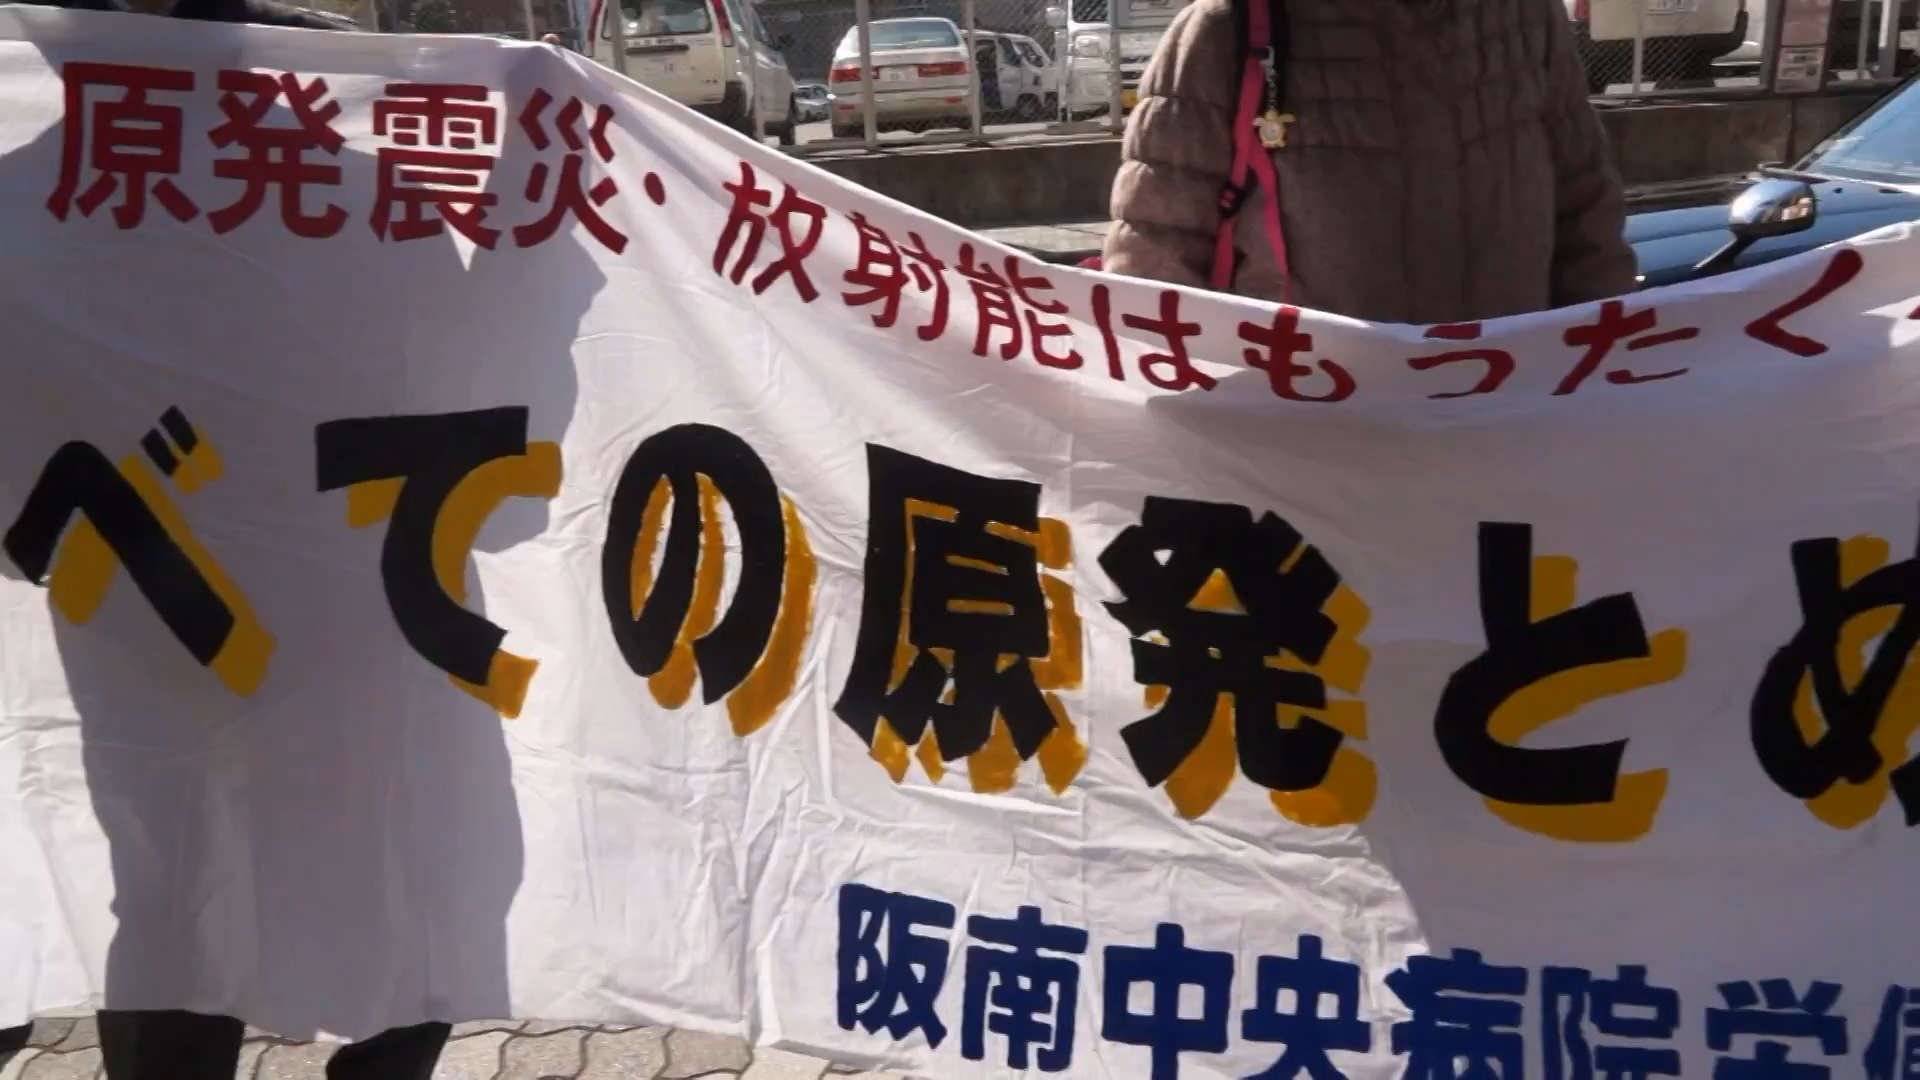 原発震災・放射能はもうたく
べての原発とめ
阪南中央病院労働